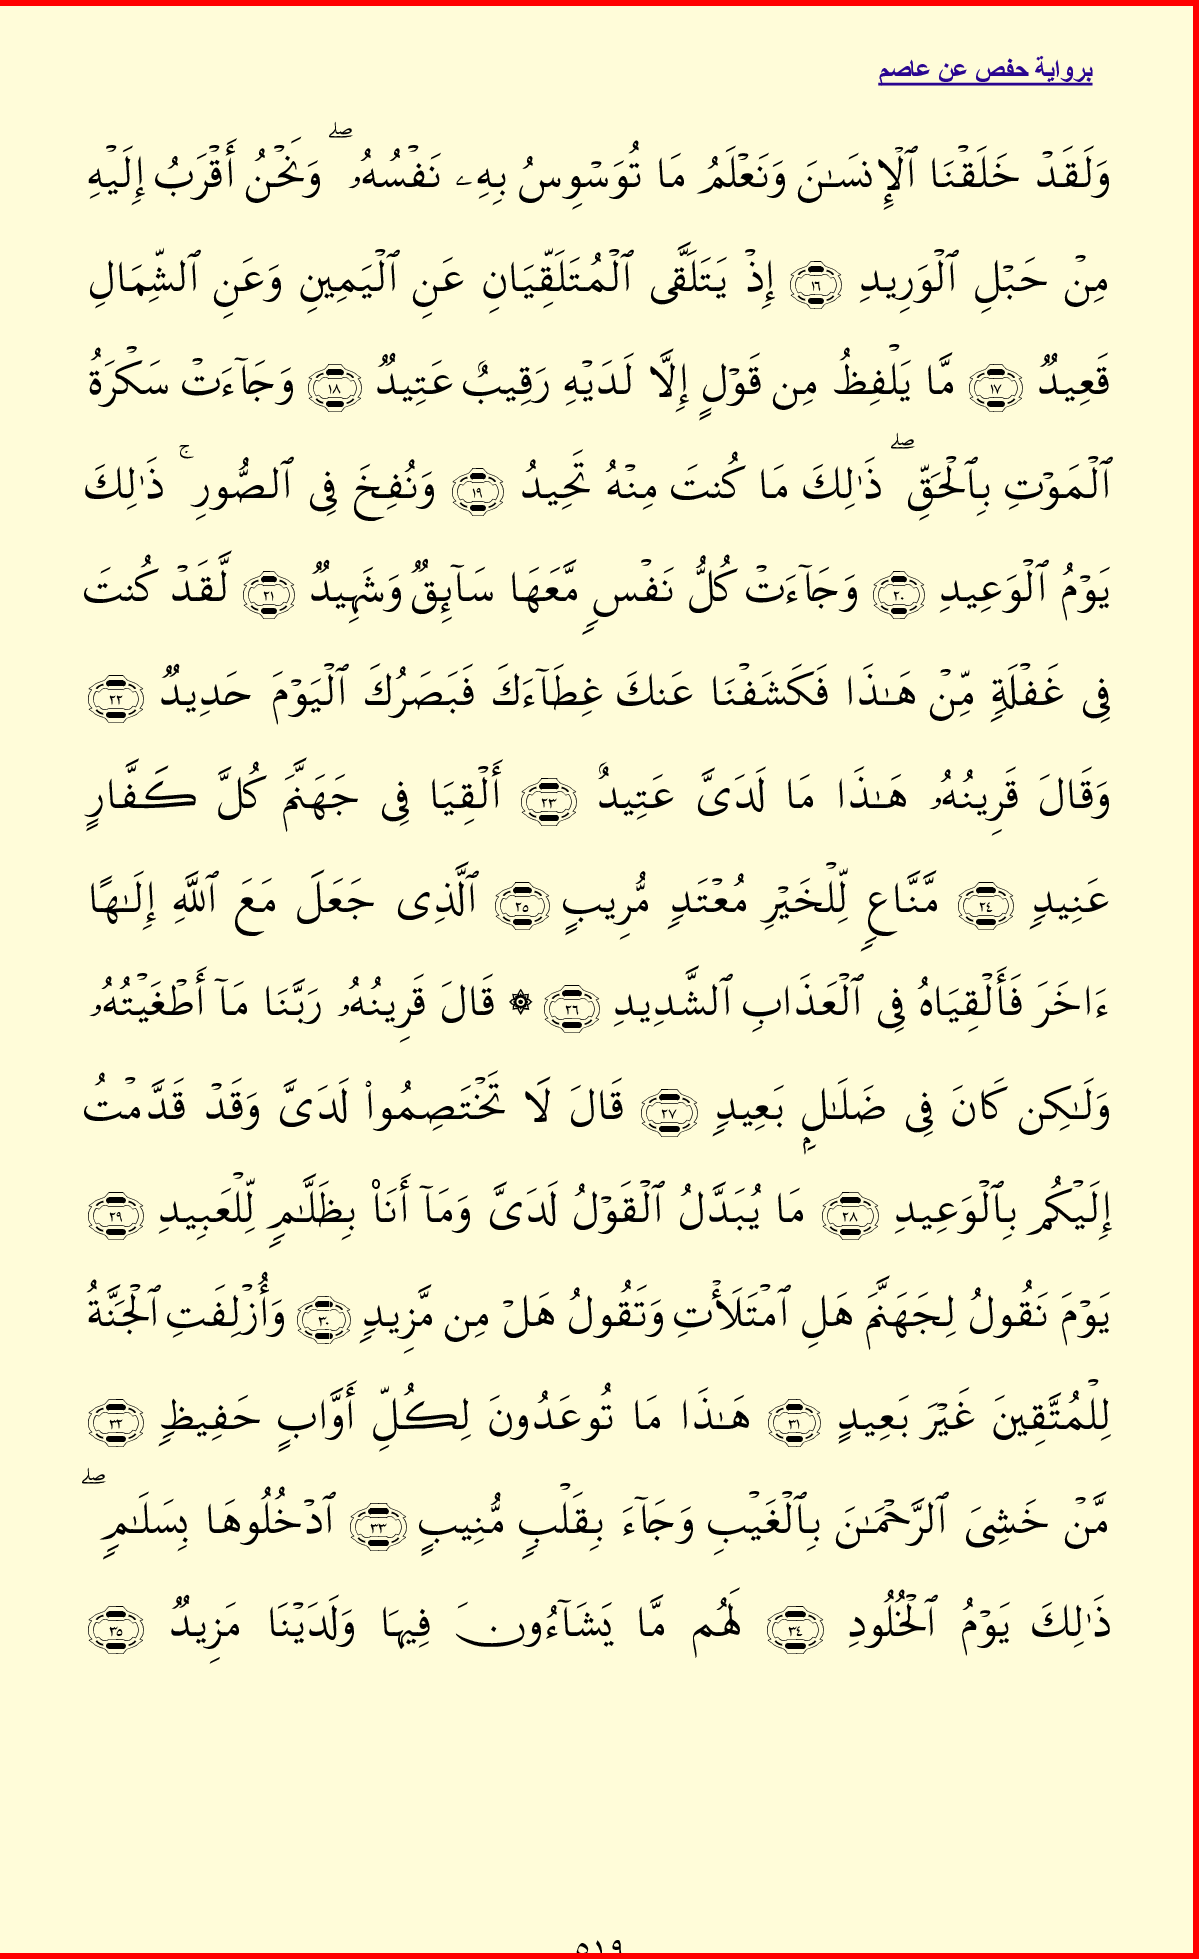 برواية حفص عن عاصم
وَلَقَدۡ خَلَقۡنَا ٱلۡإِنسَـٰنَ وَنَعۡلَمُ مَا تُوَسۡوِسُ بِهِۦ نَفۡسُهُۥۖ وَنَحۡنُ أَقۡرَبُ إِلَيۡهِ
مِنۡ حَبۡلِ ٱلۡوَرِيدِ ١٦ إِذۡ يَتَلَقَّى ٱلۡمُتَلَقِّيَانِ عَنِ ٱلۡيَمِينِ وَعَنِ ٱلشِّمَالِ
قَعِيدٌ ١٧ مَّا يَلۡفِظُ مِن قَوۡلٍ إِلَّا لَدَيۡهِ رَقِيبٌ عَتِيدٌ ١٨ وَجَآءَتۡ سَكۡرَةُ
ٱلۡمَوۡتِ بِٱلۡحَقِّۖ ذَٰلِكَ مَا كُنتَ مِنۡهُ تَحِيدُ ١٩ وَنُفِخَ فِى ٱلصُّورِۚ ذَٰلِكَ
يَوۡمُ ٱلۡوَعِيدِ ٢٠ وَجَآءَتۡ كُلُّ نَفۡسٍ مَّعَهَا سَآئِقٌ وَشَهِيدٌ ٢١ لَّقَدۡ كُنتَ
فِى غَفۡلَةٍ مِّنۡ هَـٰذَا فَكَشَفۡنَا عَنكَ غِطَآءَكَ فَبَصَرُكَ ٱلۡيَوۡمَ حَدِيدٌ ٢٢
وَقَالَ قَرِينُهُۥ هَـٰذَا مَا لَدَىَّ عَتِيدٌ ٢٣ أَلۡقِيَا فِى جَهَنَّمَ كُلَّ كَفَّارٍ
عَنِيدٍ ٢٤ مَّنَّاعٍ لِّلۡخَيۡرِ مُعۡتَدٍ مُّرِيبٍ ٢٥ ٱلَّذِى جَعَلَ مَعَ ٱللَّهِ إِلَـٰهًا
ءَاخَرَ فَأَلۡقِيَاهُ فِى ٱلۡعَذَابِ ٱلشَّدِيدِ ٢٦ ۞ قَالَ قَرِينُهُۥ رَبَّنَا مَآ أَطۡغَيۡتُهُۥ
وَلَـٰكِن كَانَ فِى ضَلَـٰلٍۭ بَعِيدٍ ٢٧ قَالَ لَا تَخۡتَصِمُواْ لَدَىَّ وَقَدۡ قَدَّمۡتُ
إِلَيۡكُم بِٱلۡوَعِيدِ ٢٨ مَا يُبَدَّلُ ٱلۡقَوۡلُ لَدَىَّ وَمَآ أَنَا۠ بِظَلَّـٰمٍ لِّلۡعَبِيدِ ٢٩
يَوۡمَ نَقُولُ لِجَهَنَّمَ هَلِ ٱمۡتَلَأۡتِ وَتَقُولُ هَلۡ مِن مَّزِيدٍ ٣٠ وَأُزۡلِفَتِ ٱلۡجَنَّةُ
لِلۡمُتَّقِينَ غَيۡرَ بَعِيدٍ ٣١ هَـٰذَا مَا تُوعَدُونَ لِكُلِّ أَوَّابٍ حَفِيظٍ ٣٢
مَّنۡ خَشِىَ ٱلرَّحۡمَـٰنَ بِٱلۡغَيۡبِ وَجَآءَ بِقَلۡبٍ مُّنِيبٍ ٣٣ ٱدۡخُلُوهَا بِسَلَـٰمٍۖ
ذَٰلِكَ يَوۡمُ ٱلۡخُلُودِ ٣٤ لَهُم مَّا يَشَآءُونَ فِيهَا وَلَدَيۡنَا مَزِيدٌ ٣٥
٥١٩